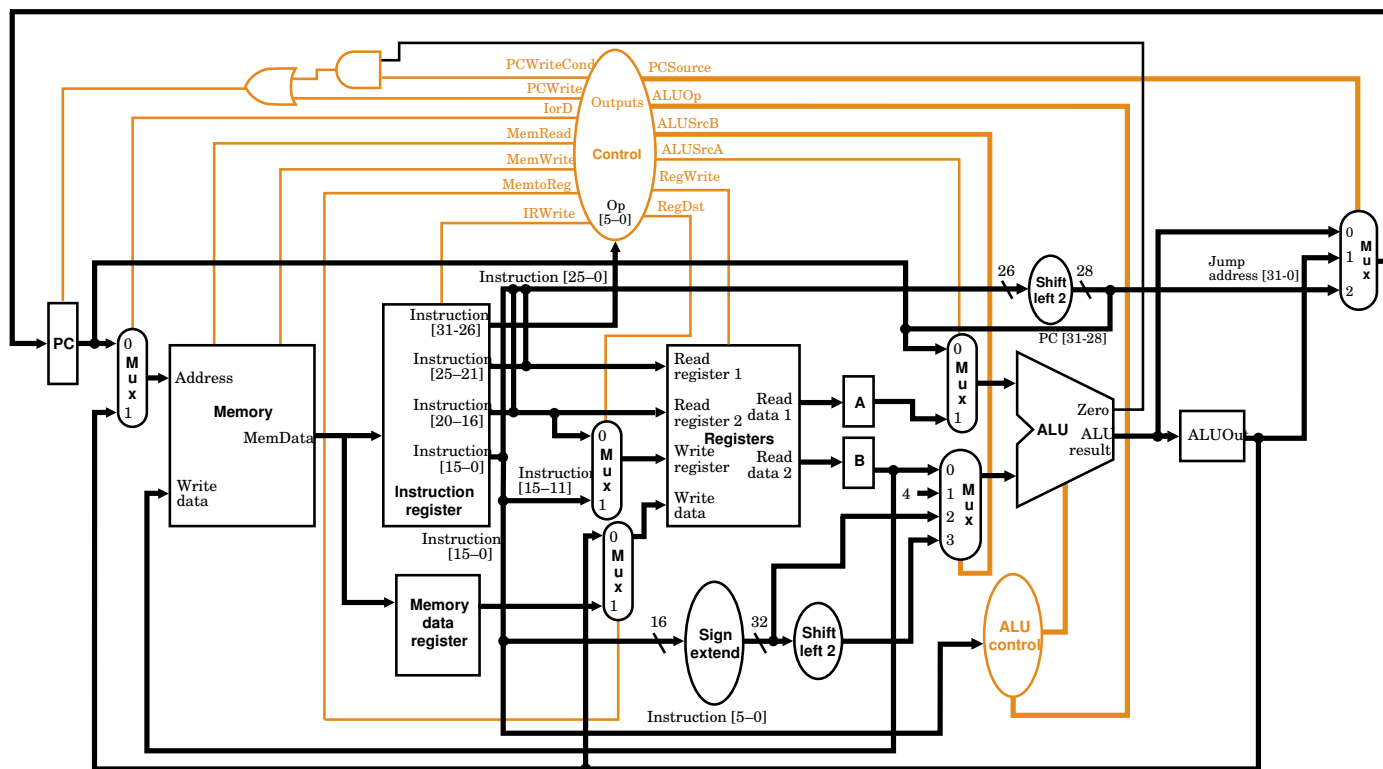 PCWriteCond
PCSource
PCWrite
Outputs
ALUOp
IorD
ALUSrcB
MemRead
Control
ALUSrcA
MemWrite
RegWrite
MemtoReg
Op
[5–0]
RegDst
IRWrite
Instruction [25–0]
26
Shift
left 2
28
Jump
address [31-0]
0
1
2
M
u
x
PC [31-28]
PC
0
M
u
x
1
Address
Memory
MemData
Write
data
Instruction
[31-26]
Instruction
[25–21]
Instruction
[20–16]
Instruction
[15–0]
Instruction
register
Instruction
[15–11]
Instruction
[15–0]
0
M
u
x
1
Read
register 1
Read
register 2
Registers
Write
register
Write
data
Read
data 1
Read
data 2
A
B
0
M
u
x
1
4
0
1
2
3
M
u
x
Zero
ALU
ALU
result
ALUOut
0
M
u
x
1
Memory
data
register
16
Sign
extend
32
Shift
left 2
ALU
control
Instruction [5–0]